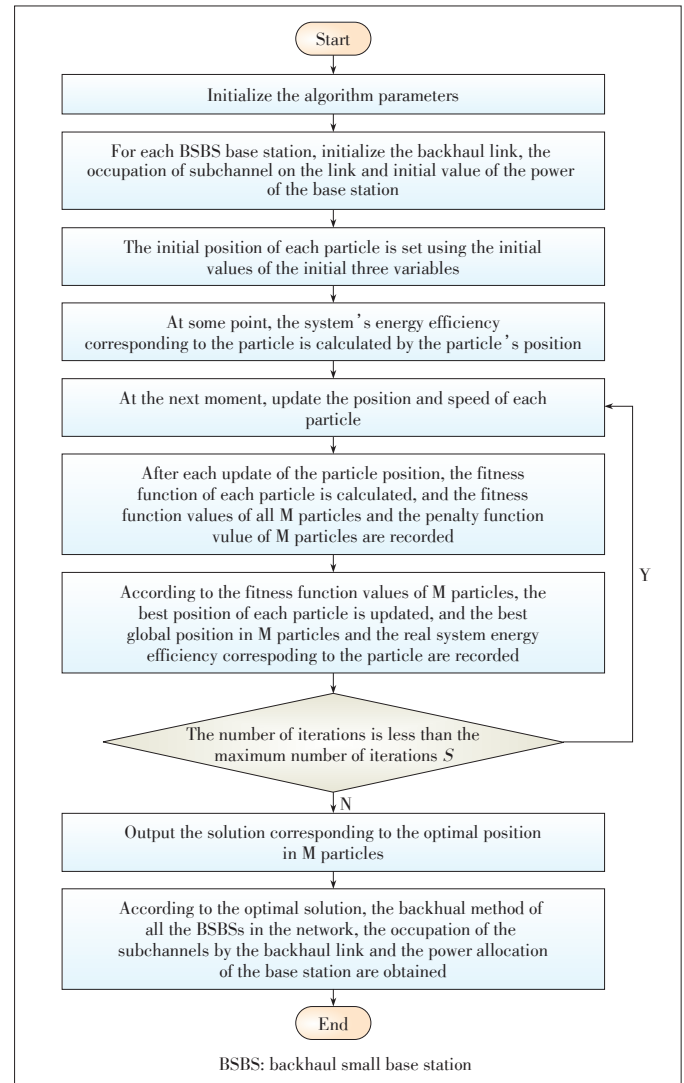 Start
Initialize the algorithm parameters
For each BSBS base station, initialize the backhaul link, the
occupation of subchannel on the link and initial value of the power
of the base station
The initial position of each particle is set using the initial
values of the initial three variables
At some point, the system's energy efficiency
corresponding to the particle is calculated by the particle's position
At the next moment, update the position and speed of each
particle
After each update of the particle position, the fitness
function of each particle is calculated, and the fitness
function values of all M particles and the penalty function
vulue of M particles are recorded
According to the fitness function values of M particles, the
best position of each particle is updated, and the best
global position in M particles and the real system energy
efficiency correspoding to the particle are recorded
Y
The number of iterations is less than the
maximum number of iterations S
N
Output the solution corresponding to the optimal position
in M particles
According to the optimal solution, the backhual method of
all the BSBSs in the network, the occupation of the
subchannels by the backhaul link and the power allocation
of the base station are obtained
End
BSBS: backhaul small base station